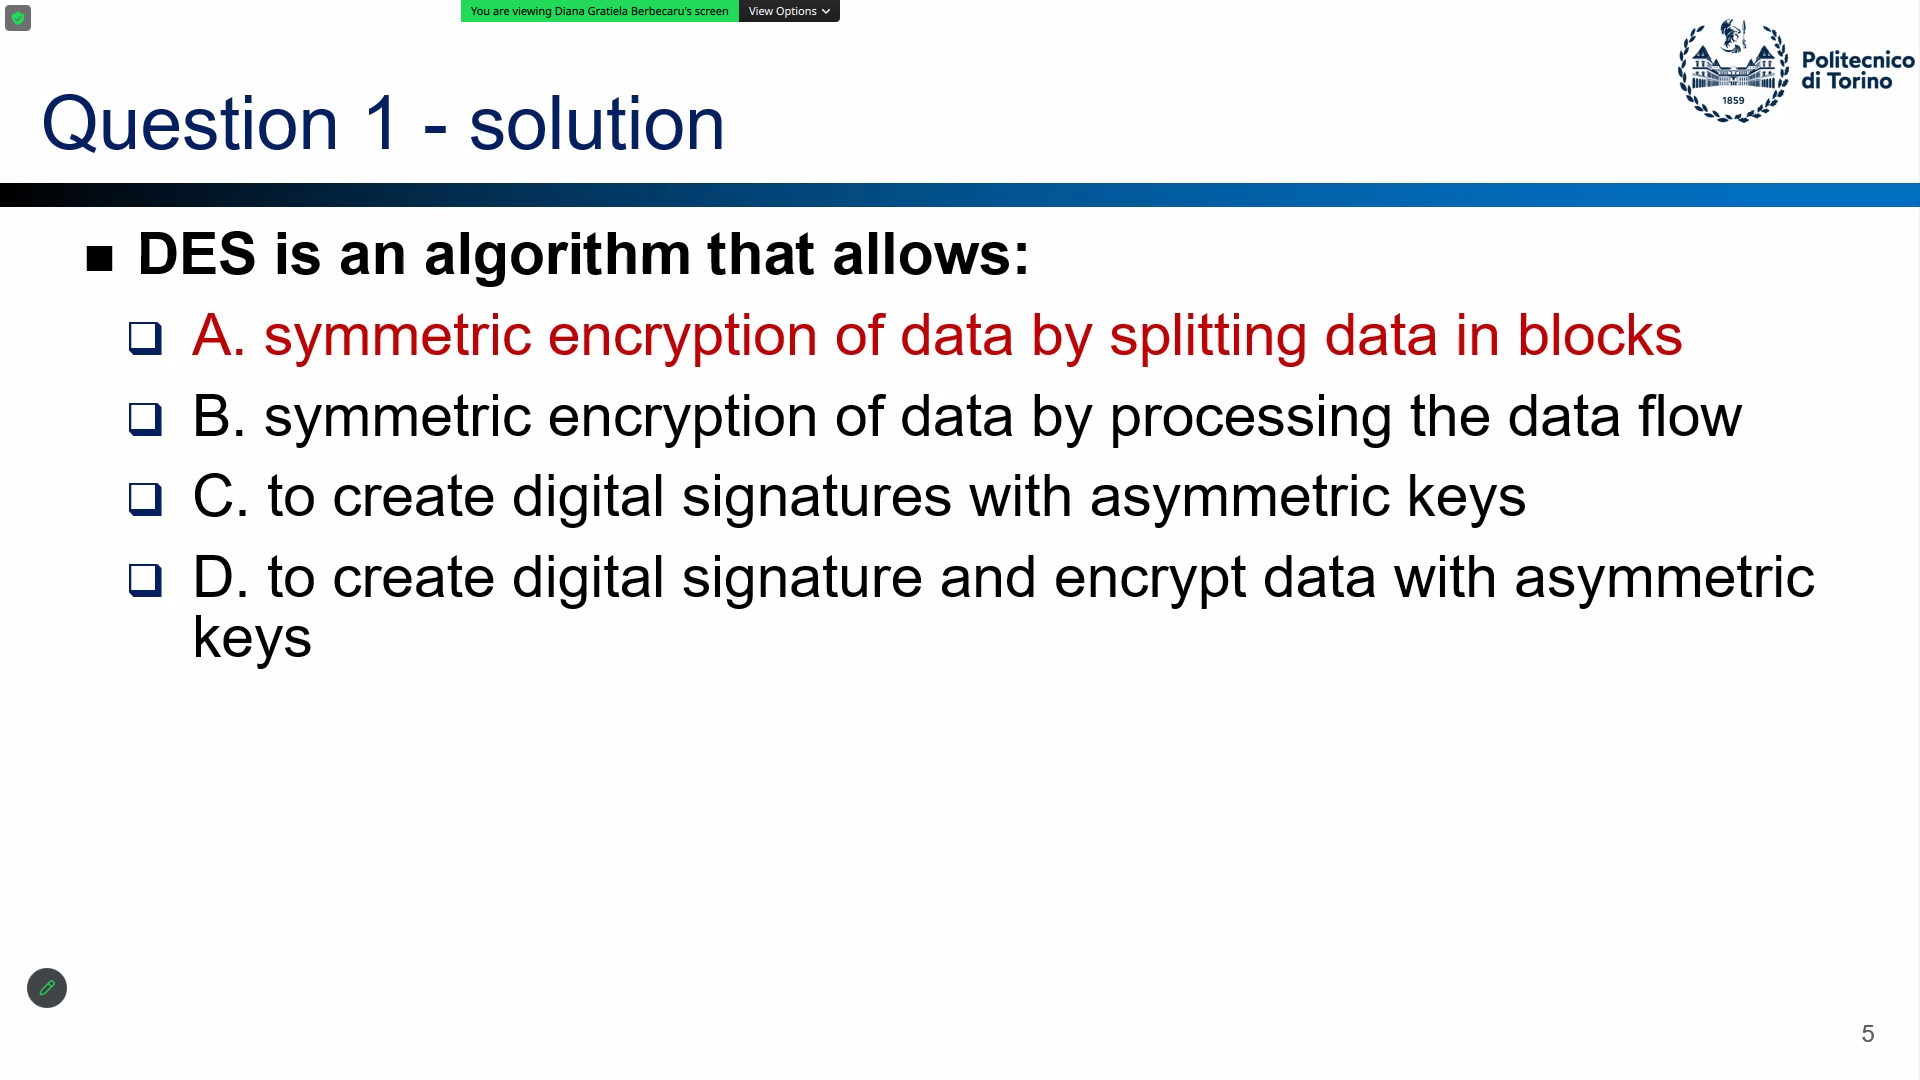 You are viewing Diana Gratiela Berbecaru's screen
View Options
Politecnico
di Torino
1859
Question 1 - solution
DES is an algorithm that allows:
A. symmetric encryption of data by splitting data in blocks
B. symmetric encryption of data by processing the data flow
C. to create digital signatures with asymmetric keys
D. to create digital signature and encrypt data with asymmetric
keys
5